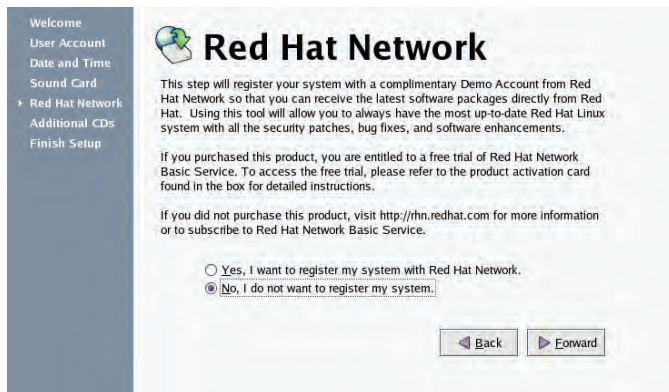 Welcome
User Account
Date and Time
Sound Card
Red Hat Network
Additional CDs
Finish Setup
Red Hat Network
This step will register your system with a complimentary Demo Account from Red
Hat Network so that you can receive the latest software packages directly from Red
Hat. Using this tool will allow you to always have the most up-to-date Red Hat Linux
system with all the security patches, bug fixes, and software enhancements.
If you purchased this product, you are entitled to a free trial of Red Hat Network
Basic Service. To access the free trial, please refer to the product activation card
found in the box for detailed instructions.
If you did not purchase this product, visit http://rhn.redhat.com for more information
or to subscribe to Red Hat Network Basic Service.
Yes, I want to register my system with Red Hat Network.
No, I do not want to register my system.
Back
Forward